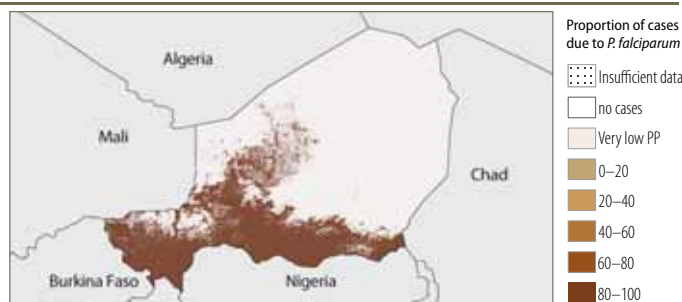 Proportion of cases
due to P. falciparum
Algeria
Insufficient data
no cases
Mali
Very low PP
Chad
0–20
20–40
40–60
60–80
Burkina Faso
Nigeria
80–100